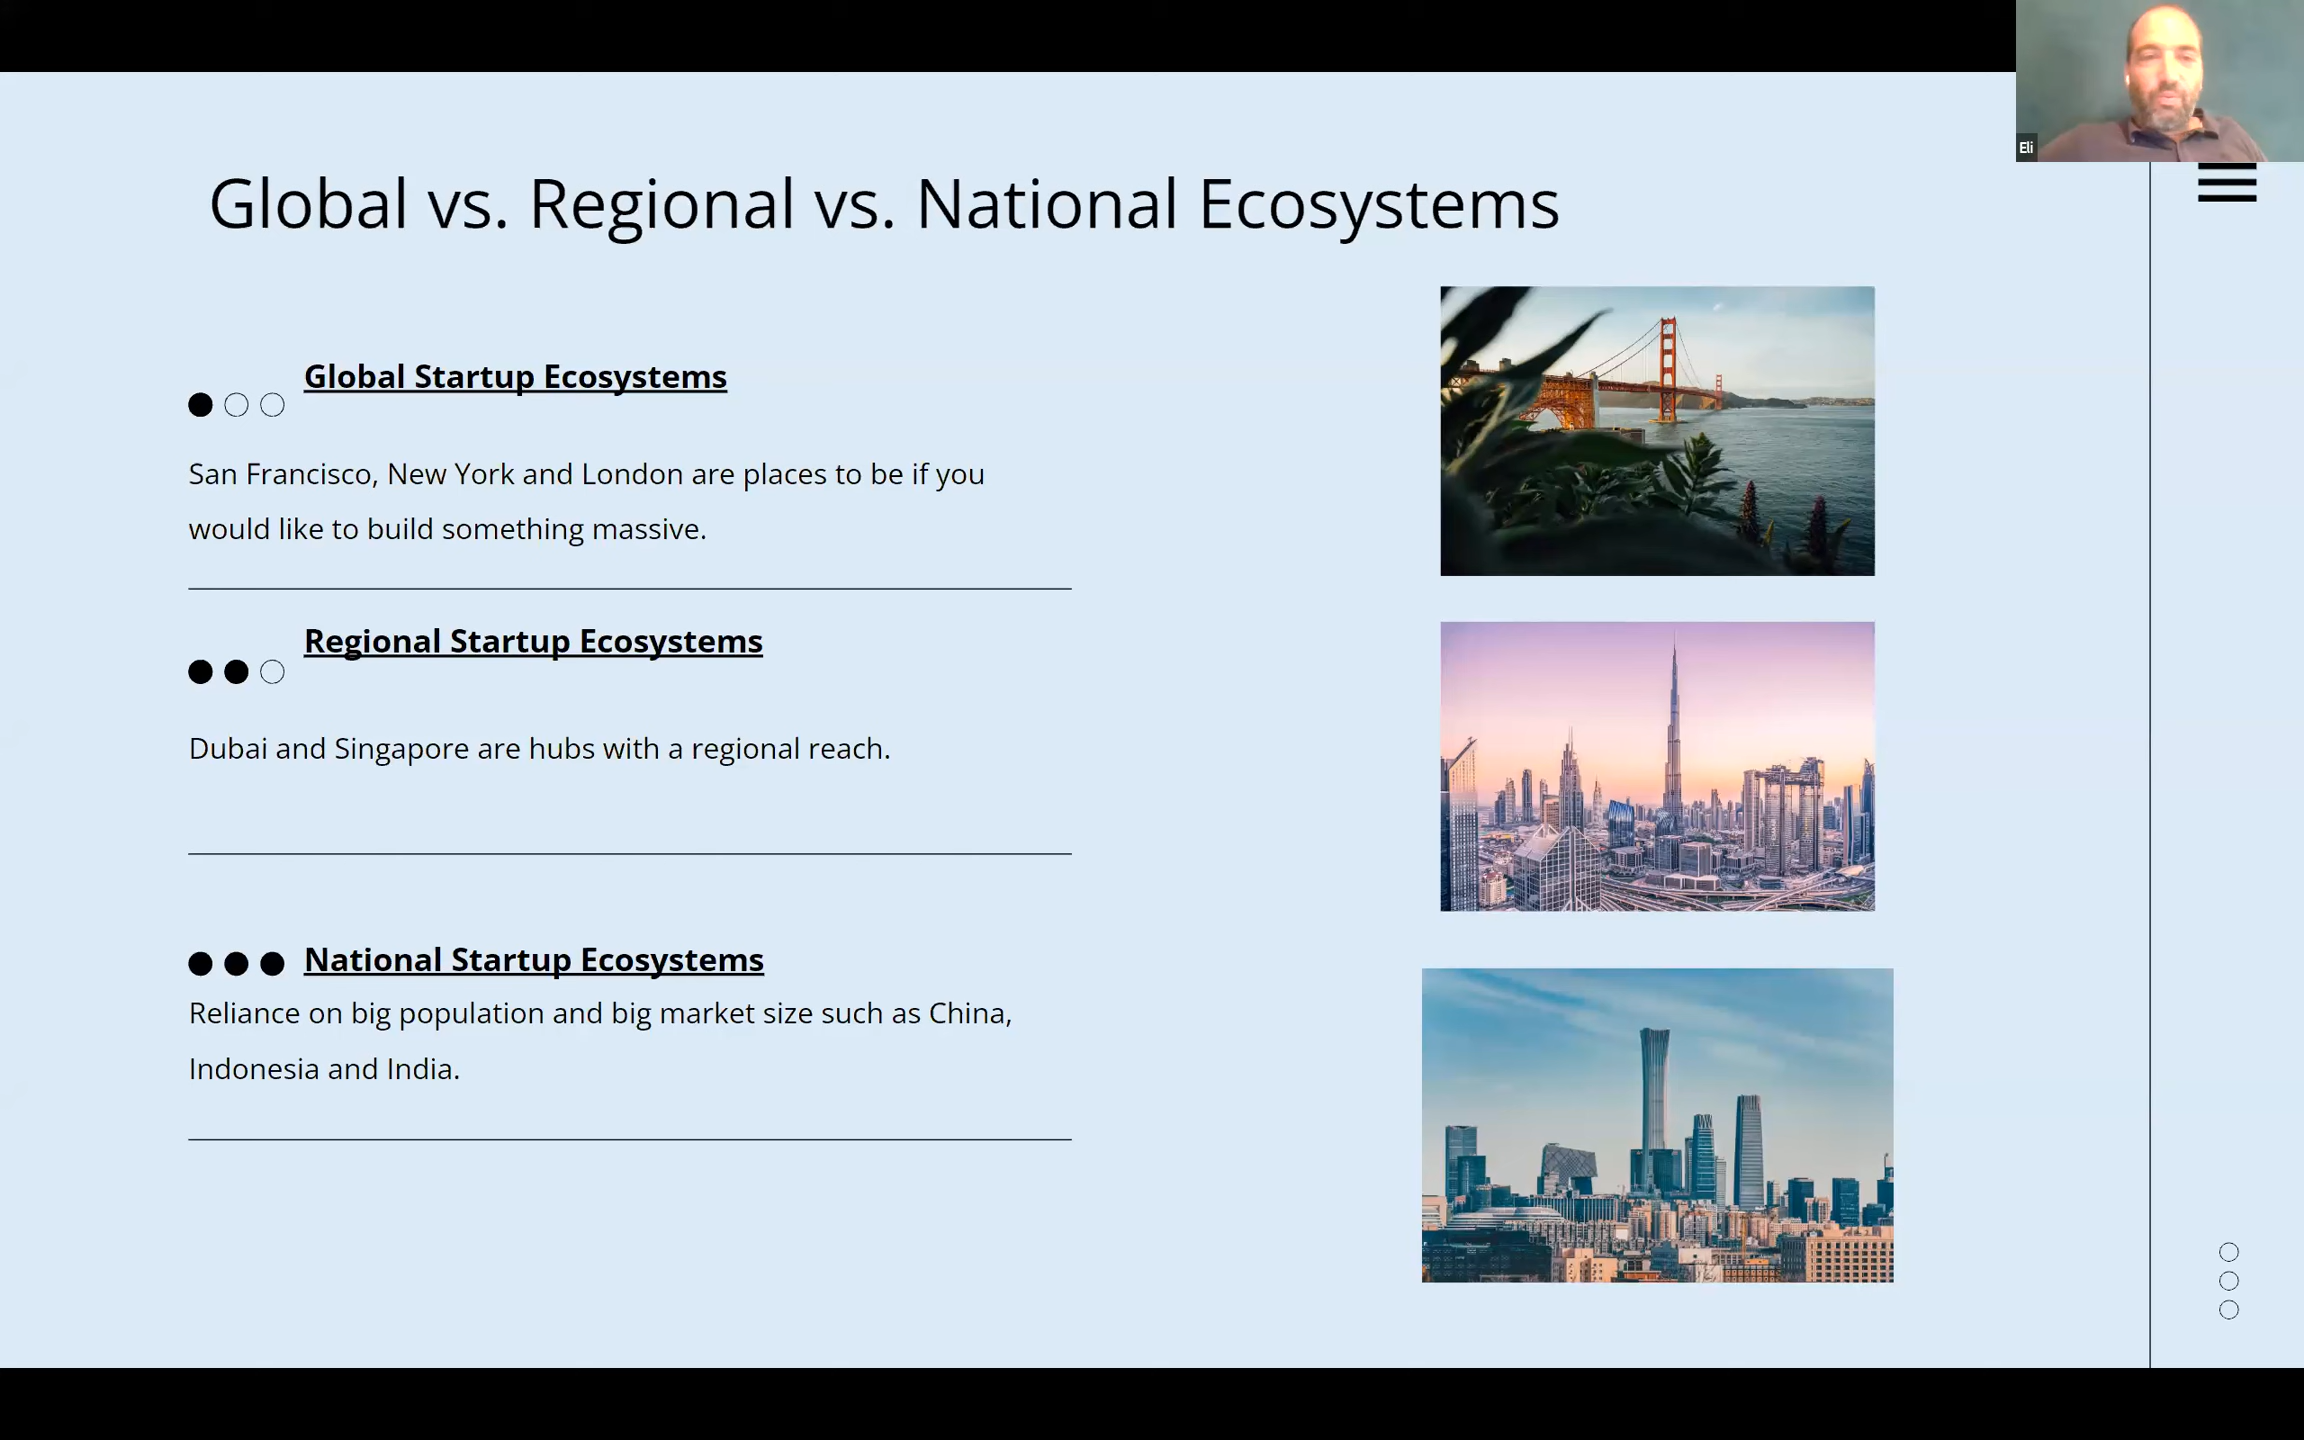 Eli
Global vs. Regional vs. National Ecosystems
Global Startup Ecosystems
San Francisco, New York and London are places to be if you
would like to build something massive.
Regional Startup Ecosystems
Dubai and Singapore are hubs with a regional reach.
National Startup Ecosystems
Reliance on big population and big market size such as China,
Indonesia and India.